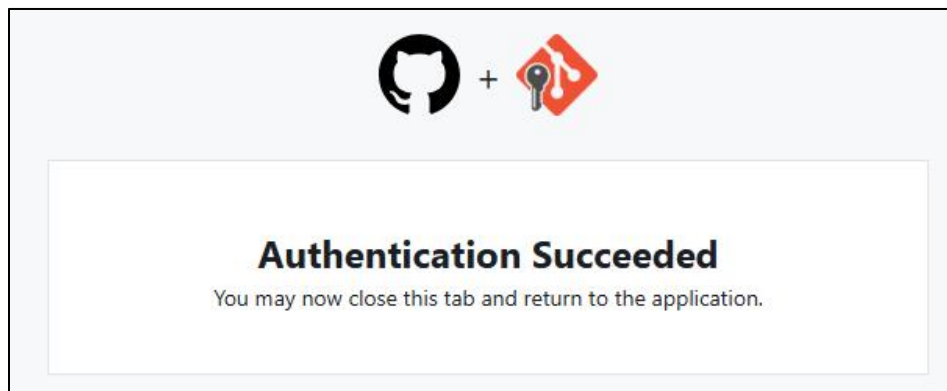 +
Authentication Succeeded
You may now close this tab and return to the application.